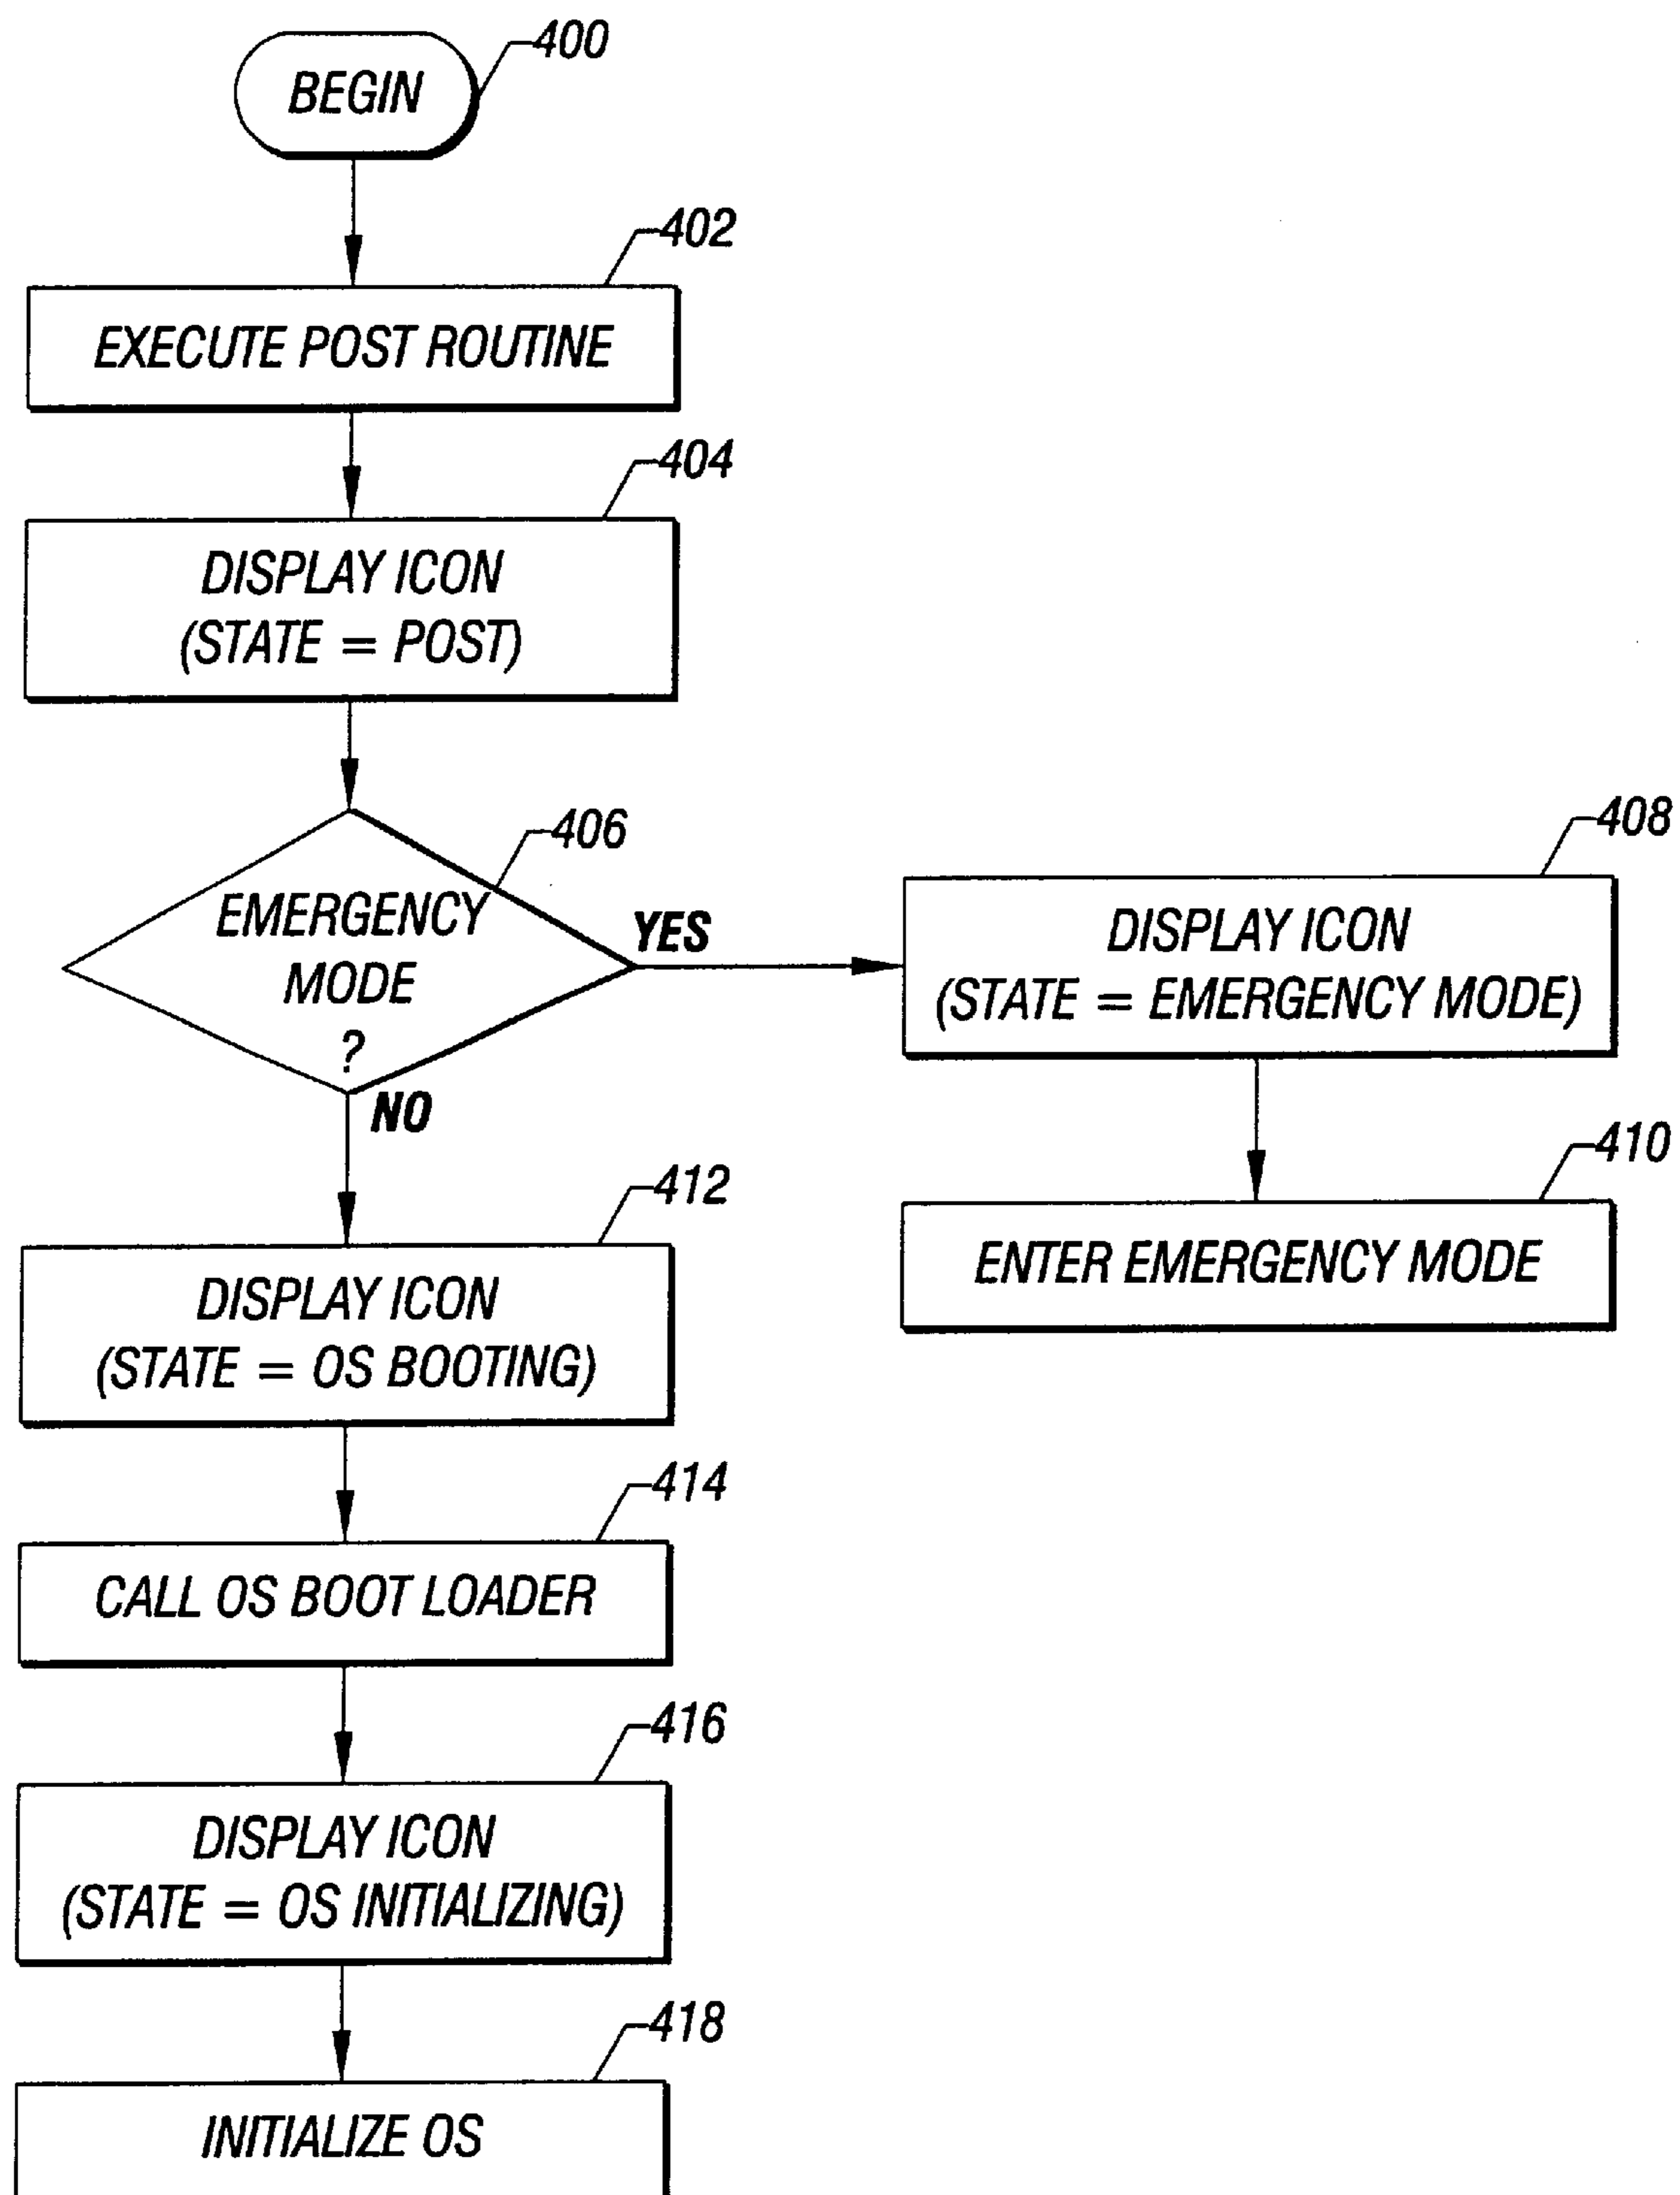 400
BEGIN
402
EXECUTE POST ROUTINE
404
DISPLAY ICON
(STATE = POST)
406
EMERGENCY
MODE
?
YES
NO
408
DISPLAY ICON
(STATE = EMERGENCY MODE)
410
ENTER EMERGENCY MODE
412
DISPLAY ICON
(STATE = OS BOOTING)
414
CALL OS BOOT LOADER
416
DISPLAY ICON
(STATE = OS INITIALIZING)
418
INITIALIZE OS